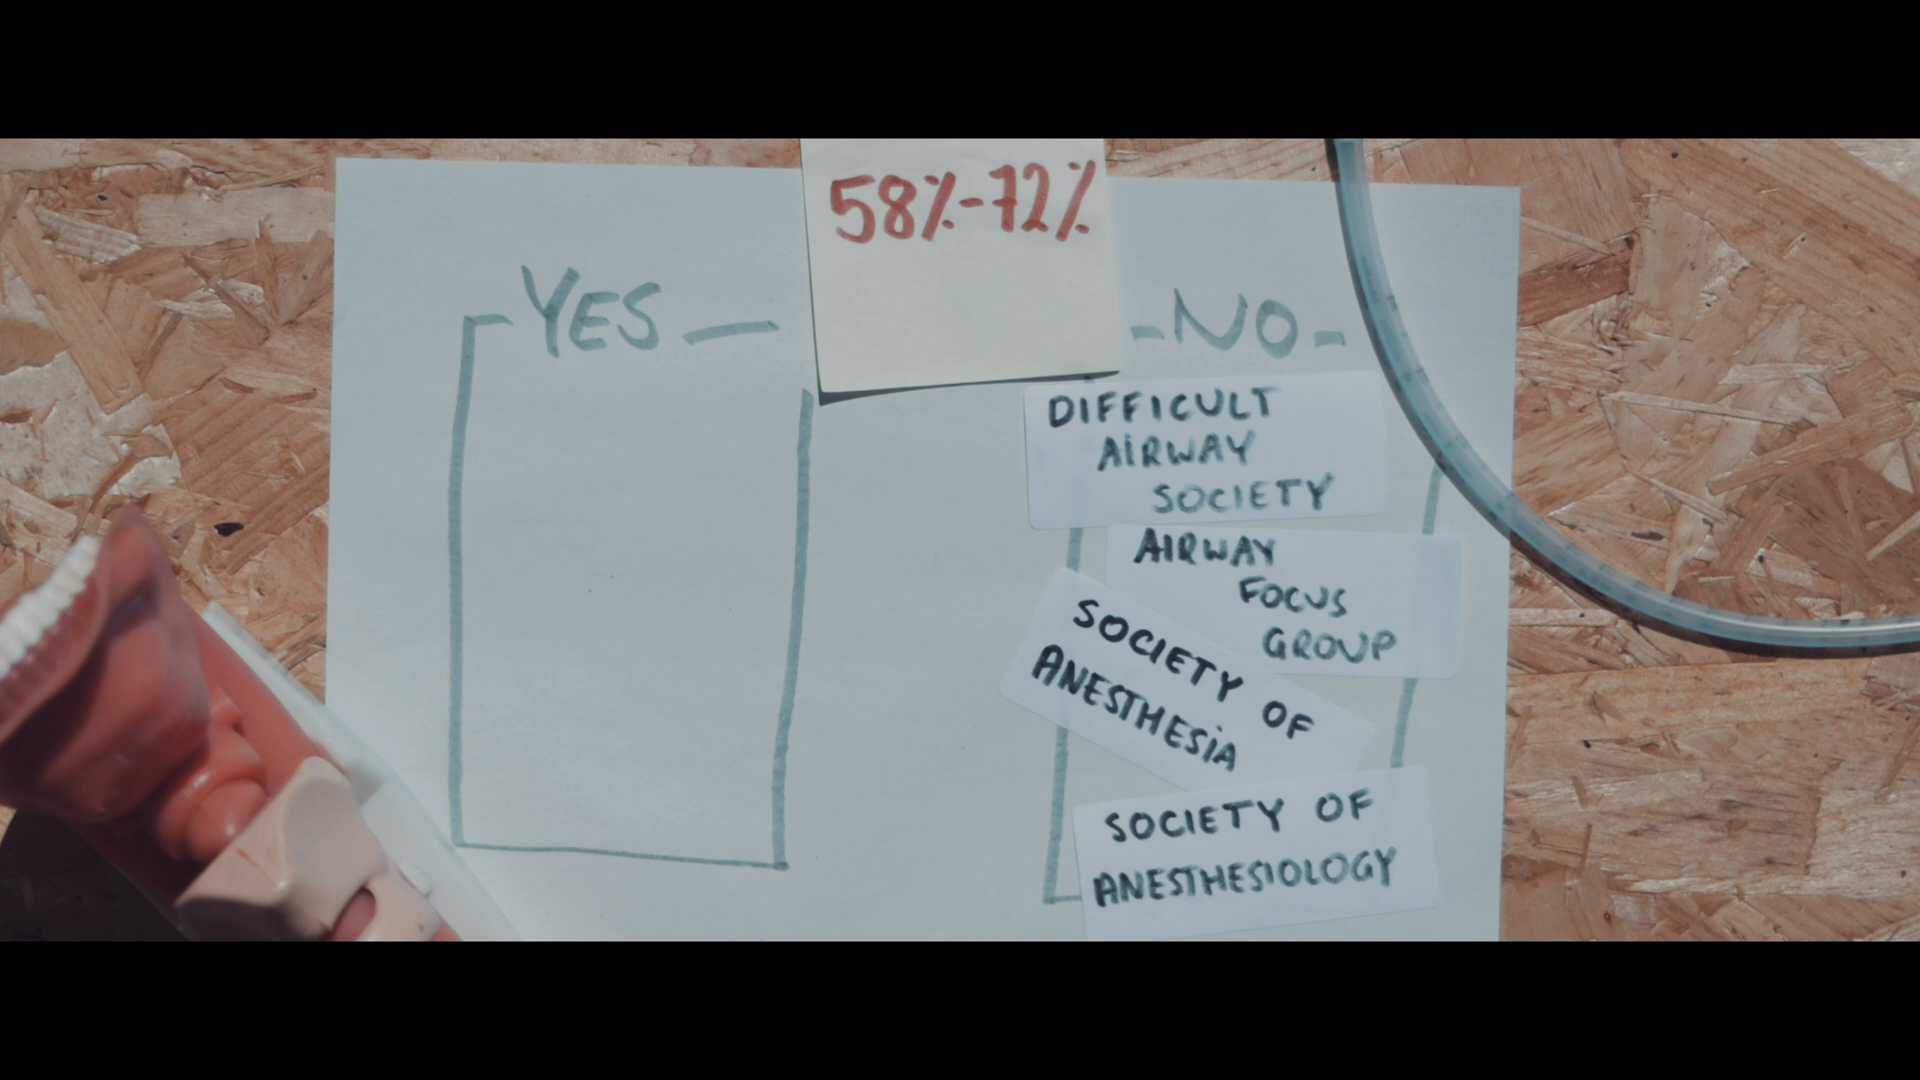 58%-72%
YES
NO
DIFFICULT
AIRWAY
SOCIETY
AIRWAY
FOCUS
GROUP
SOCIETY OF
ANESTHESIA
SOCIETY OF
ANESTHESIOLOGY